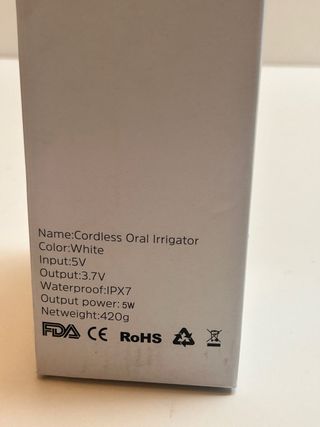 Name:Cordless Oral Irrigator
Color:White
Input:5V
Output:3.7V
Waterproof:IPX7
Output power: 5W
Netweight:420g
FDA CE RoHS